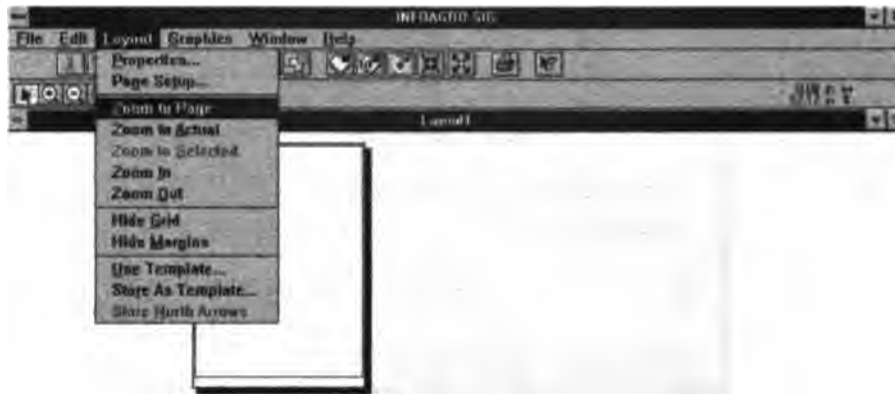 INFOAGRO SIG
File Edit Layout Graphics Window Help
Properties...
Page Setup...
Zoom to Page
Zoom to Actual
Zoom to Selected
Zoom In
Zoom Out
Hide Grid
Hide Margins
Use Template...
Store As Template...
Store North Arrows
Layout1